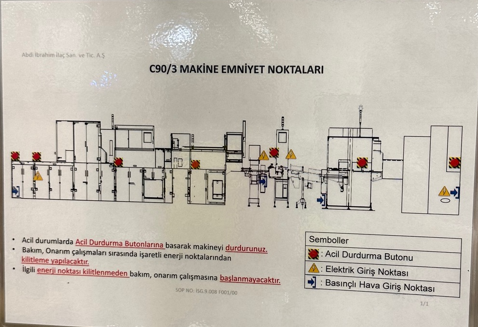 Abdi İbrahim İlaç San. ve Tic. A.Ş
C90/3 MAKİNE EMNİYET NOKTALARI
• Acil durumlarda Acil Durdurma Butonlarına basarak makineyi durdurunuz.
• Bakım, Onarım çalışmaları sırasında işaretli enerji noktalarından
kilitleme yapılacaktır.
• İlgili enerji noktası kilitlenmeden bakım, onarım çalışmasına başlanmayacaktır.
Semboller
: Acil Durdurma Butonu
: Elektrik Giriş Noktası
: Basınçlı Hava Giriş Noktası
SOP NO:
1/1